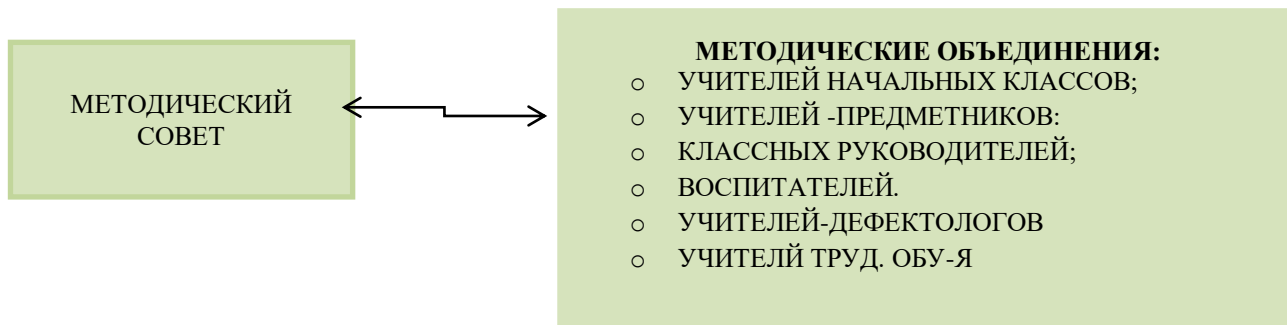 МЕТОДИЧЕСКИЙ
СОВЕТ
МЕТОДИЧЕСКИЕ ОБЪЕДИНЕНИЯ:
o УЧИТЕЛЕЙ НАЧАЛЬНЫХ КЛАССОВ;
o УЧИТЕЛЕЙ -ПРЕДМЕТНИКОВ:
o КЛАССНЫХ РУКОВОДИТЕЛЕЙ;
o ВОСПИТАТЕЛЕЙ.
o УЧИТЕЛЕЙ-ДЕФЕКТОЛОГОВ
o УЧИТЕЛЙ ТРУД. ОБУ-Я